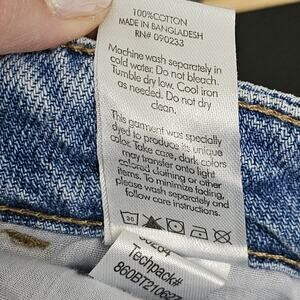 100%COTTON
MADE IN BANGLADESH
RN# 090233
Machine wash separately in
cold water. Do not bleach.
Tumble dry low. Cool iron
as needed. Do not dry
clean.
This garment was specially
dyed to produce its unique
color. Take care, dark colors
may transfer onto light
colored clothing or other
items. To minimize fading,
please wash separately and
follow care instructions.
30
Techpack#